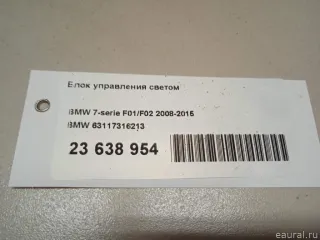 Блок управления светом
BMW 7-serie F01/F02 2008-2015
BMW 63117316213
23 638 954
eaural.ru